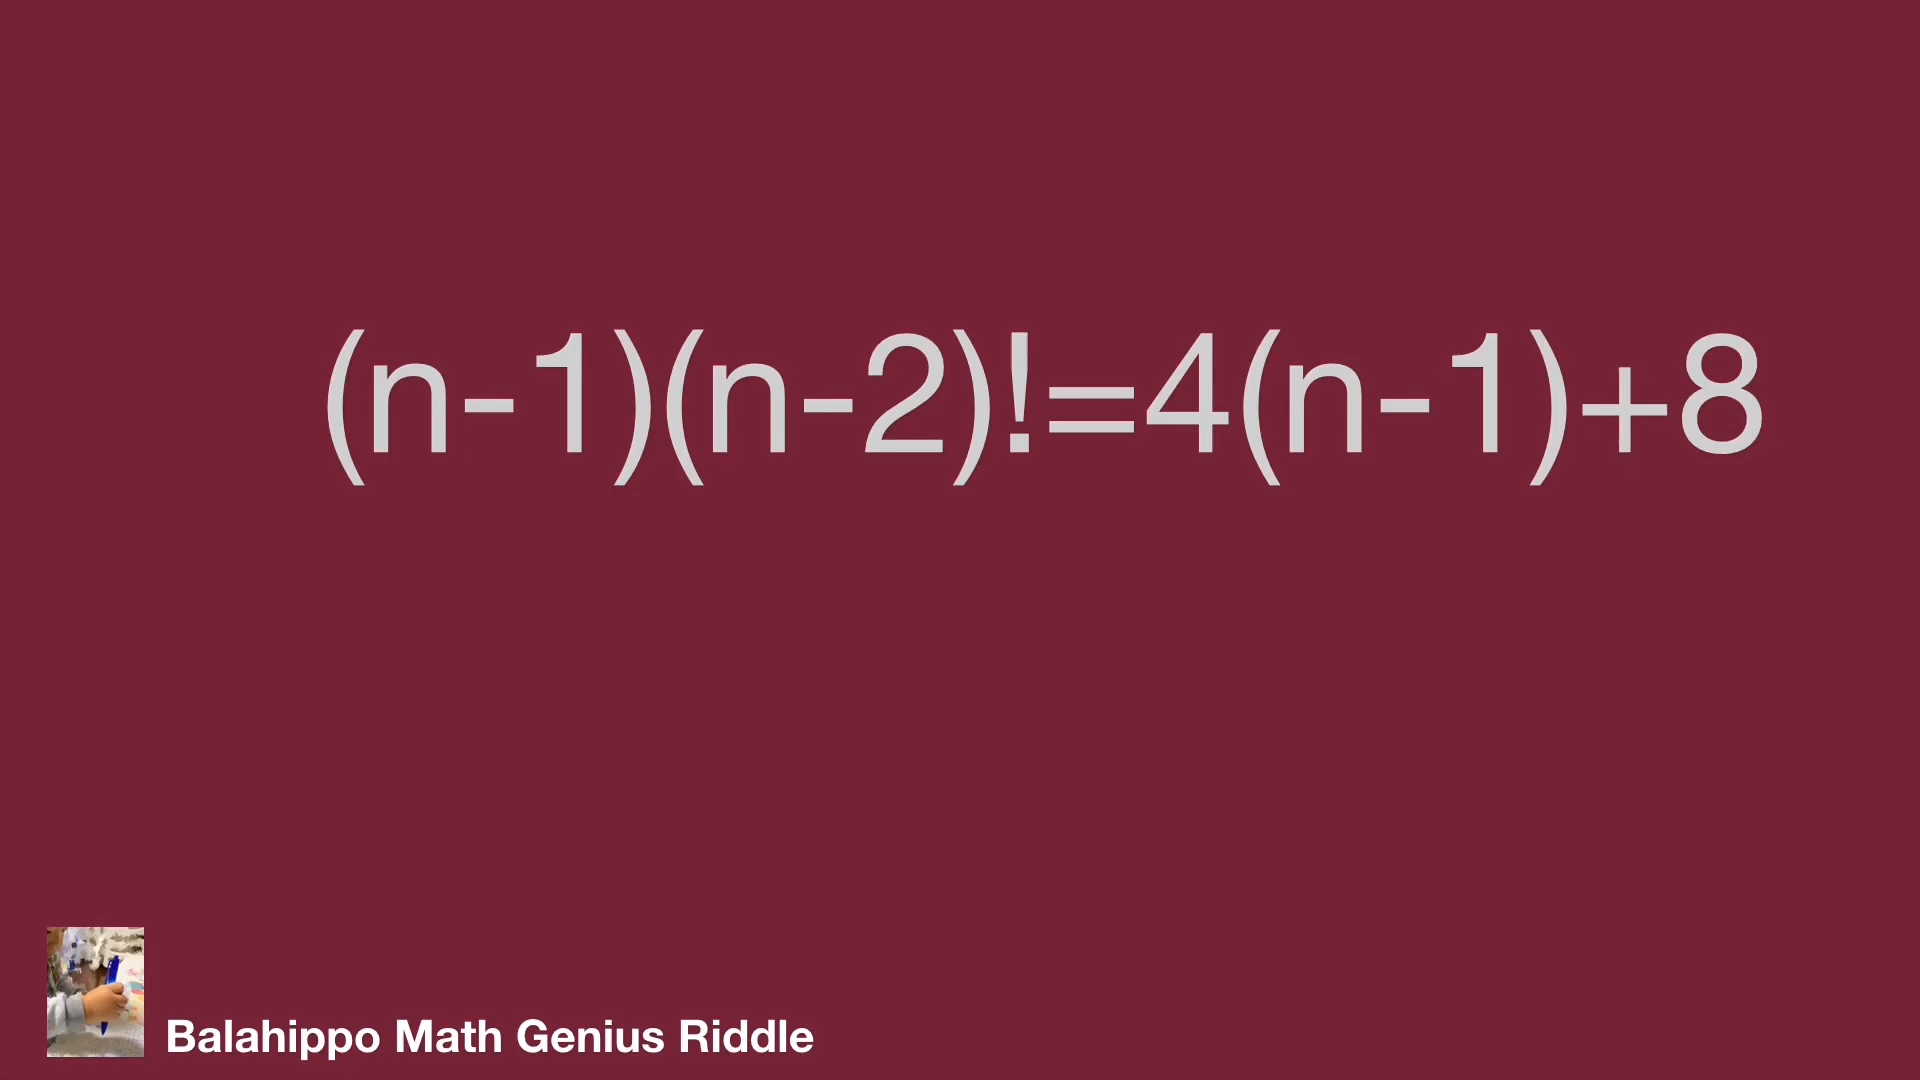 (n-1)(n-2)!=4(n-1)+8
Balahippo Math Genius Riddle